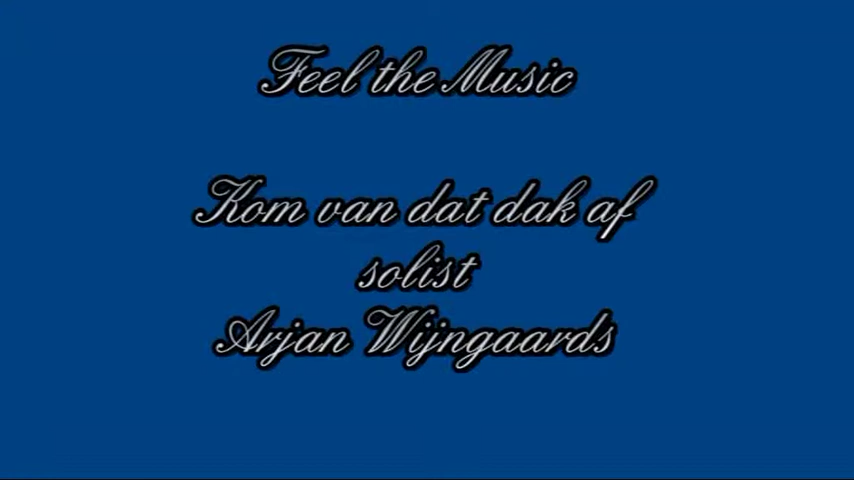 Feel the Music
Kom van dat dak af
solist
Arjan Wijngaards